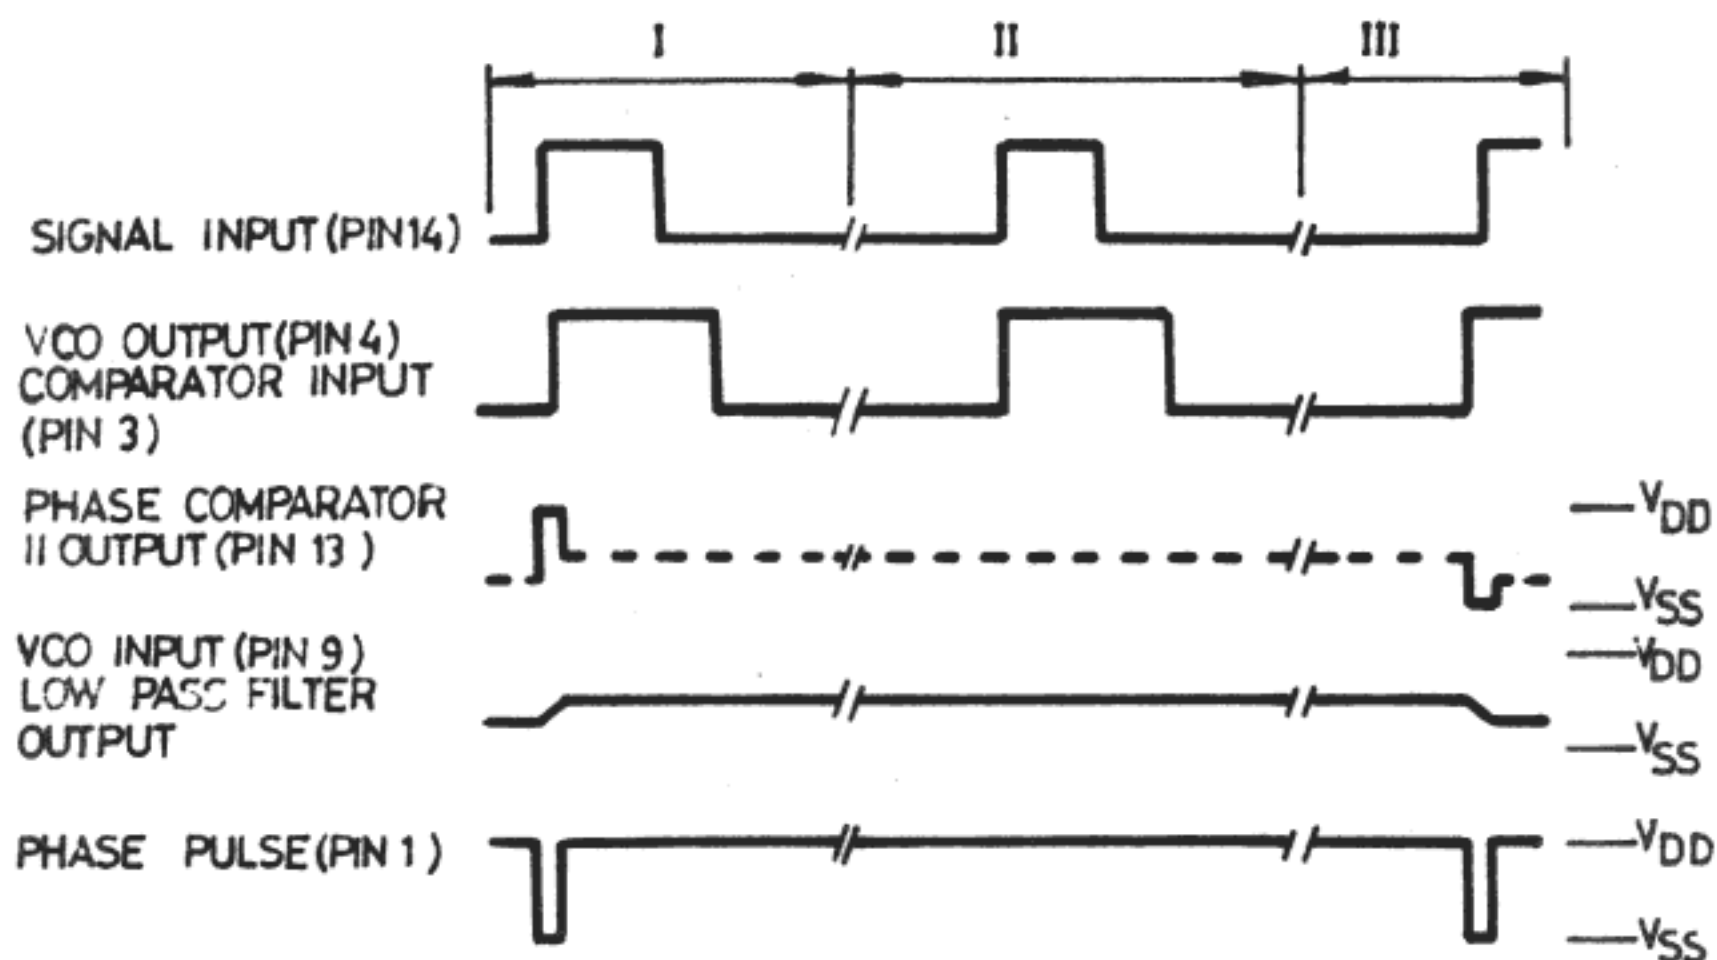 I
II
III
SIGNAL INPUT (PIN14)
VCO OUTPUT(PIN 4)
COMPARATOR INPUT
(PIN 3)
PHASE COMPARATOR
II OUTPUT (PIN 13 )
VDD
VSS
VCO INPUT (PIN 9)
LOW PASS FILTER
OUTPUT
VDD
VSS
PHASE PULSE(PIN 1 )
VDD
VSS